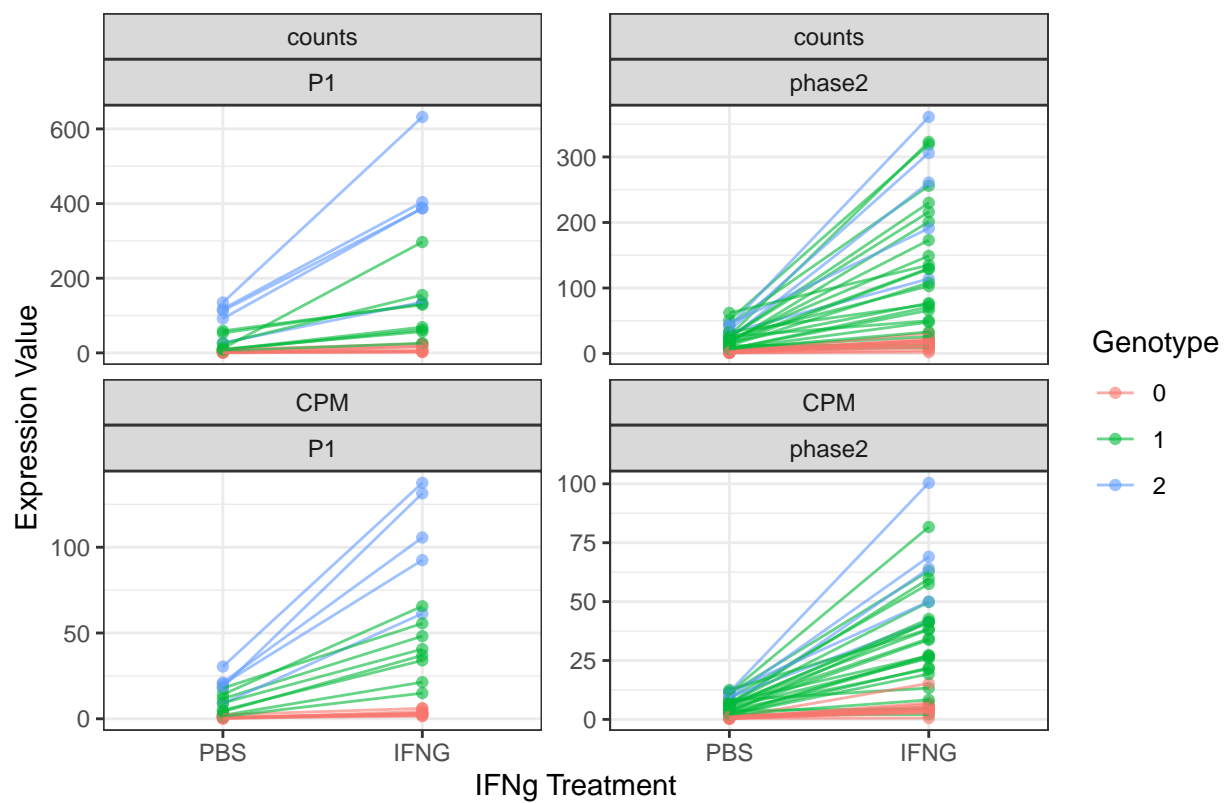 counts
P1
600
400
200
0
counts
phase2
300
200
100
0
CPM
P1
100
50
0
CPM
phase2
100
75
50
25
0
PBS IFNG
PBS IFNG
IFNg Treatment
Expression Value
Genotype
0
1
2